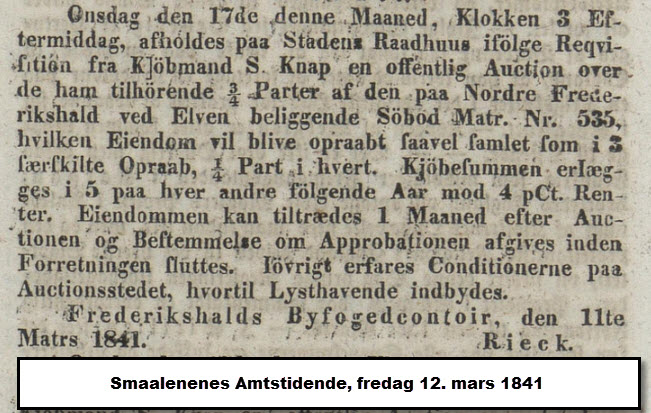 Onsdag den 17de denne Maaned, Klokken 3 Ef-
termiddag, afholdes paa Stadens Raadhuus ifölge Reqvi-
sition fra Kjöbmand S. Knap en offentlig Auction over
de ham tilhörende 3/4 Parter af den paa Nordre Frede-
rikshald ved Elven beliggende Söbod Matr. Nr. 535,
hvilken Eiendom vil blive opraabt saavel samlet som i 3
særskilte Opraab, 1/4 Part i hvert. Kjöbesummen erlæg-
ges i 5 paa hver andre fölgende Aar mod 4 pCt. Ren-
ter. Eiendommen kan tiltrædes 1 Maaned efter Auc-
tionen og Bestemmelse om Approbationen afgives inden
Forretningen sluttes. Iövrigt erfares Conditionerne paa
Auctionsstedet, hvortil Lysthavende indbydes.
Frederikshalds Byfogedcontoir, den 11te
Matrs 1841. Rieck.
Smaalenenes Amtstidende, fredag 12. mars 1841